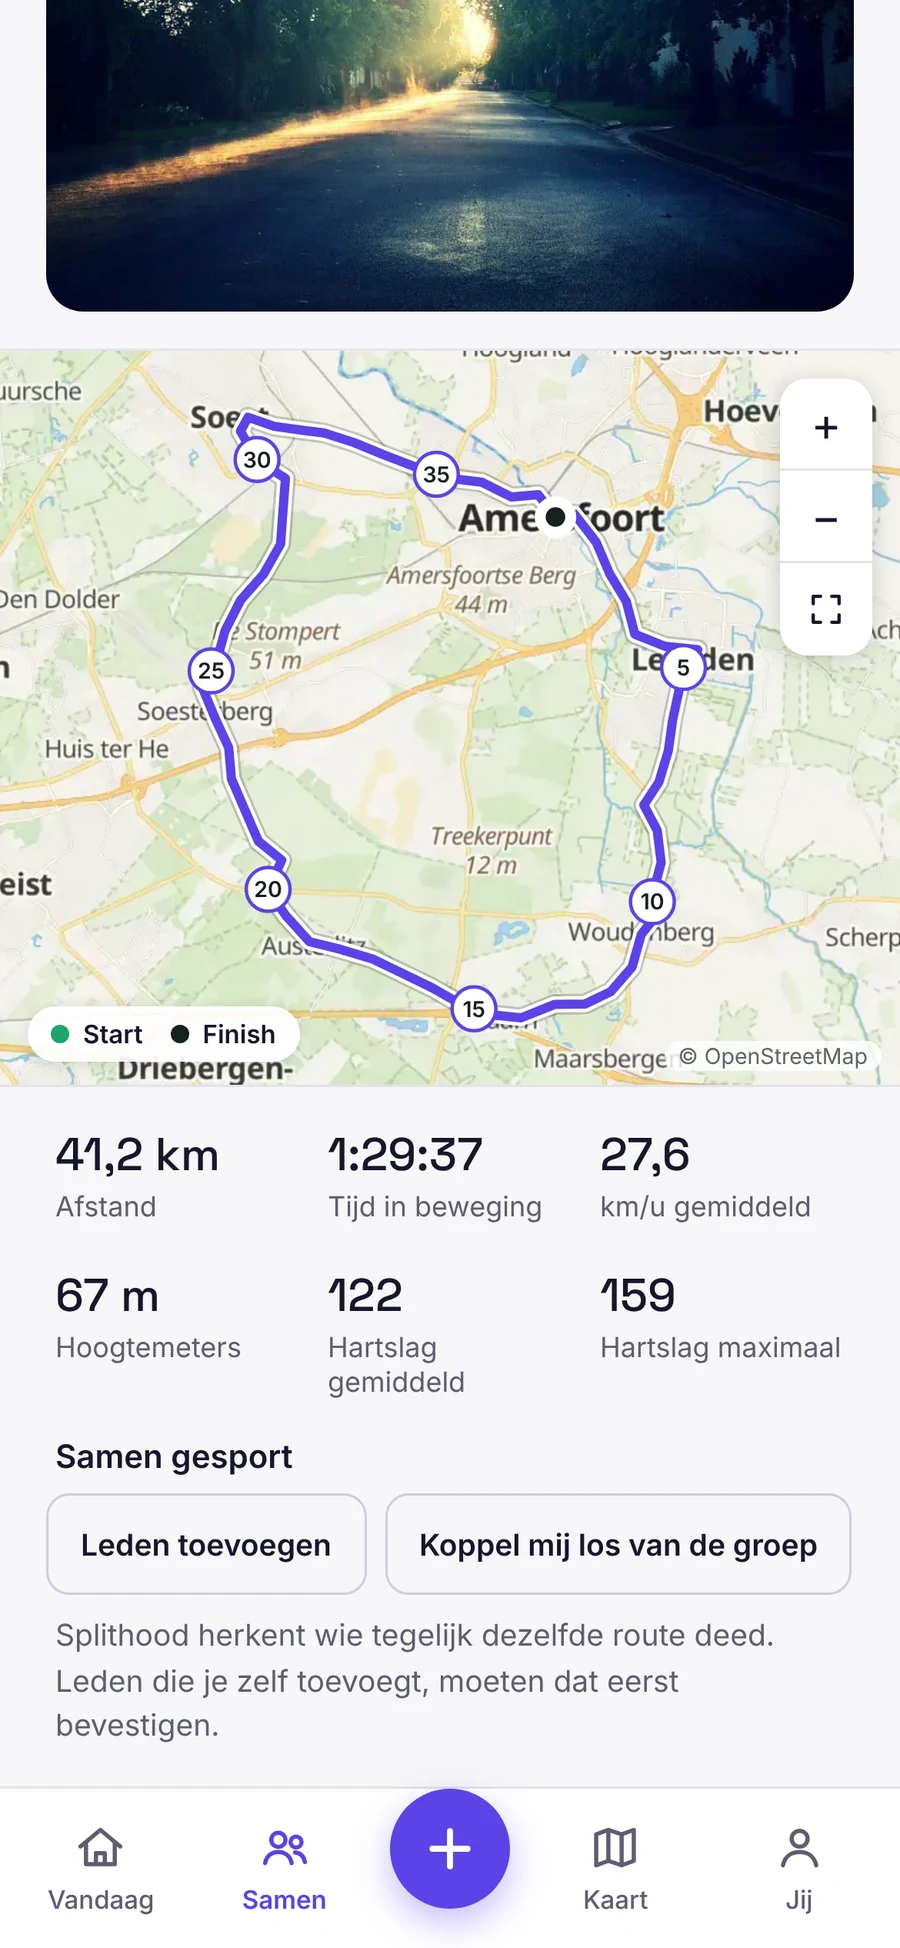 uursche
Soest
30
35
Amersfoort
Amersfoortse Berg
44 m
Den Dolder
De Stompert
51 m
25
Leusden
5
Soesterberg
Huis ter He
Treekerpunt
12 m
eist
20
10
Woudenberg
Scherp
Austerlitz
15
Start
Finish
Maarsberge
© OpenStreetMap
Driebergen-
41,2 km
1:29:37
27,6
Afstand
Tijd in beweging
km/u gemiddeld
67 m
122
159
Hoogtemeters
Hartslag
gemiddeld
Hartslag maximaal
Samen gesport
Leden toevoegen
Koppel mij los van de groep
Splithood herkent wie tegelijk dezelfde route deed.
Leden die je zelf toevoegt, moeten dat eerst
bevestigen.
Vandaag
Samen
Kaart
Jij